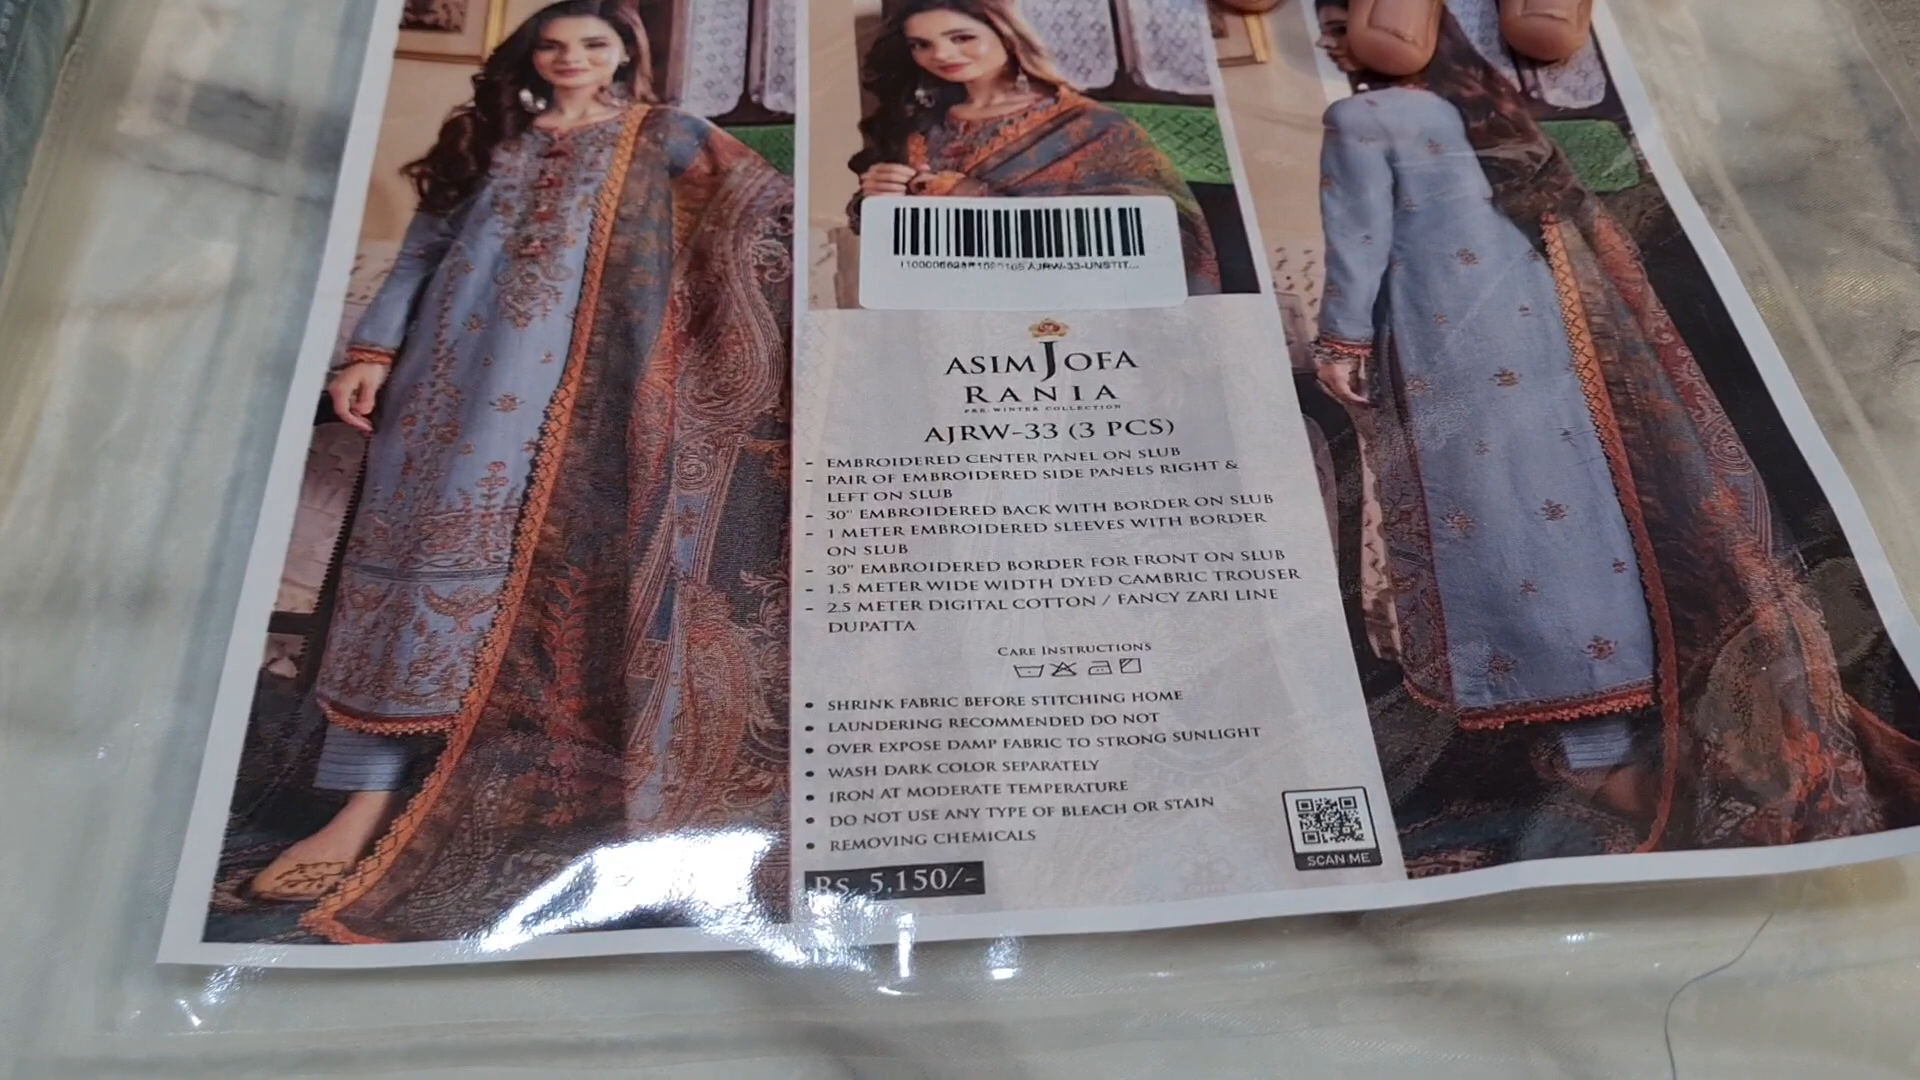 AJRW-33-UNSTIT...
ASIM JOFA
RANIA
PRE-WINTER COLLECTION
AJRW-33 (3 PCS)
- EMBROIDERED CENTER PANEL ON SLUB
- PAIR OF EMBROIDERED SIDE PANELS RIGHT &
LEFT ON SLUB
- 30" EMBROIDERED BACK WITH BORDER ON SLUB
- 1 METER EMBROIDERED SLEEVES WITH BORDER
ON SLUB
- 30" EMBROIDERED BORDER FOR FRONT ON SLUB
- 1.5 METER WIDE WIDTH DYED CAMBRIC TROUSER
- 2.5 METER DIGITAL COTTON / FANCY ZARI LINE
DUPATTA
CARE INSTRUCTIONS
• SHRINK FABRIC BEFORE STITCHING HOME
• LAUNDERING RECOMMENDED DO NOT
• OVER EXPOSE DAMP FABRIC TO STRONG SUNLIGHT
• WASH DARK COLOR SEPARATELY
• IRON AT MODERATE TEMPERATURE
• DO NOT USE ANY TYPE OF BLEACH OR STAIN
• REMOVING CHEMICALS
RS. 5,150/-
SCAN ME